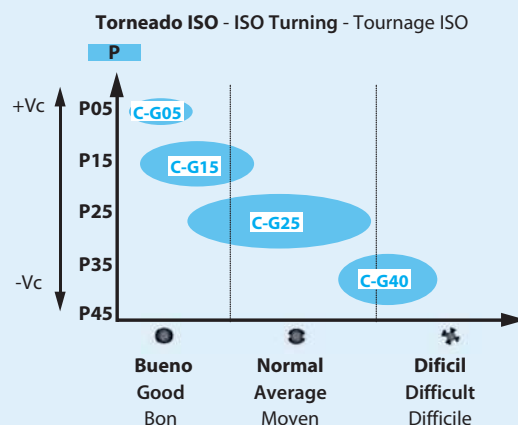 Torneado ISO - ISO Turning - Tournage ISO
P
+Vc
P05
C-G05
P15
C-G15
P25
C-G25
P35
C-G40
-Vc
P45
Bueno Normal Dificil
Good Average Difficult
Bon Moyen Difficile